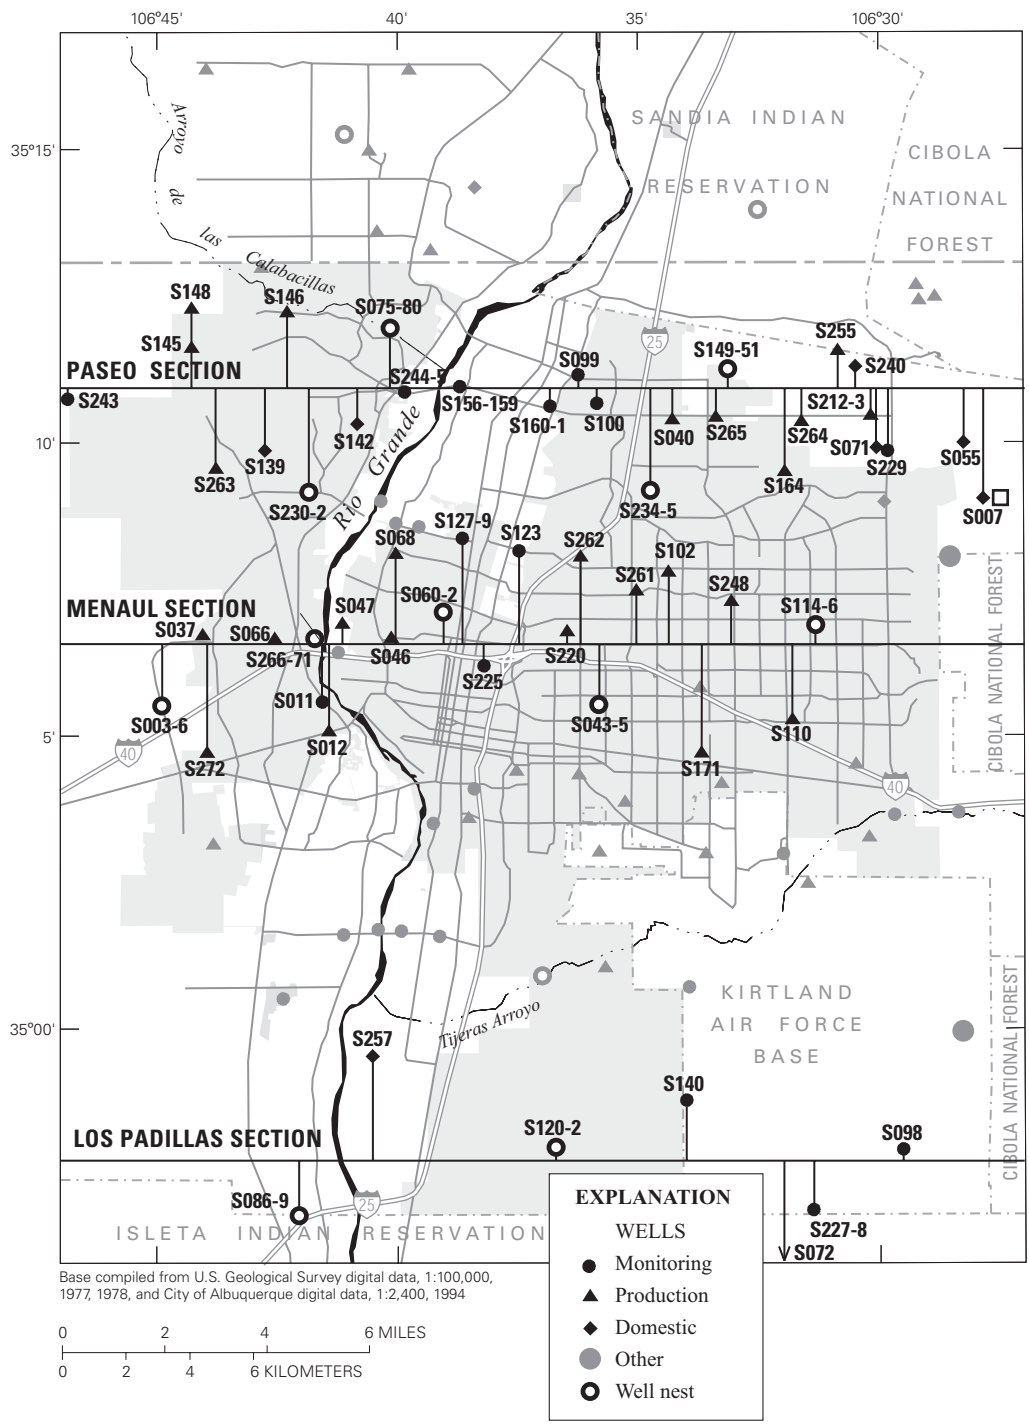 106°45'
40'
35'
106°30'
35°15'
10'
5'
35°00'
Arroyo
de
las
Calabacillas
SANDIA INDIAN
RESERVATION
CIBOLA
NATIONAL
FOREST
S148
S146
S075-80
S145
S255
S240
25
S149-51
S099
PASEO SECTION
S244-5
S243
S156-159
S160-1
S100
S040
S265
S264
S212-3
S071
S229
S055
S142
S139
S263
S230-2
S234-5
S164
S007
Rio Grande
S068
S127-9
S123
S262
S102
S261
S248
S060-2
S114-6
MENAUL SECTION
S047
S037
S066
S266-71
S046
S220
S225
S011
S003-6
S012
S043-5
S110
S272
S171
40
40
CIBOLA NATIONAL FOREST
Tijeras Arroyo
KIRTLAND
AIR FORCE
BASE
CIBOLA NATIONAL FOREST
S257
S140
LOS PADILLAS SECTION
S120-2
S098
S086-9
25
S227-8
S072
ISLETA INDIAN RESERVATION
EXPLANATION
WELLS
Monitoring
Production
Domestic
Other
Well nest
Base compiled from U.S. Geological Survey digital data, 1:100,000,
1977, 1978, and City of Albuquerque digital data, 1:2,400, 1994
0 2 4 6 MILES
0 2 4 6 KILOMETERS